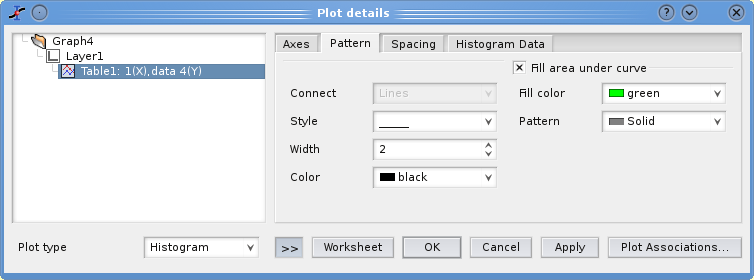 Plot details
Graph4
Layer1
Table1: 1(X),data 4(Y)
Axes Pattern Spacing Histogram Data
Fill area under curve
Connect Lines Fill color green
Style Pattern Solid
Width 2
Color black
Plot type Histogram >> Worksheet OK Cancel Apply Plot Associations...